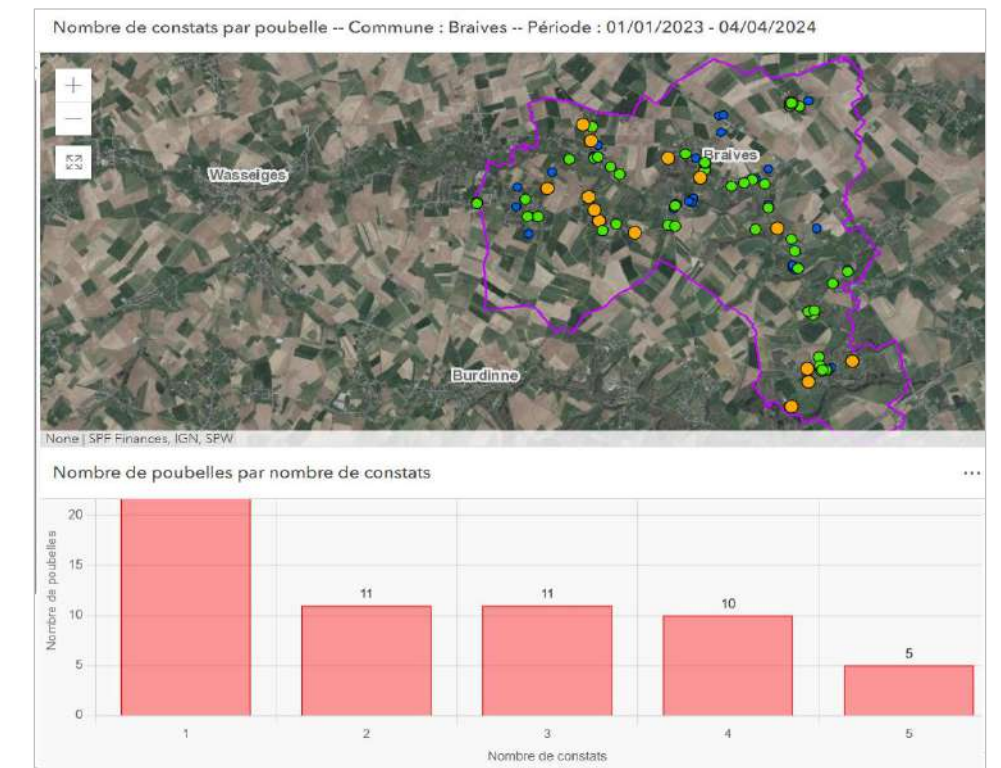 Nombre de constats par poubelle -- Commune : Braives -- Période : 01/01/2023 - 04/04/2024
+
−
Braives
Wasseiges
Burdinne
None | SPF Finances, IGN, SPW
Nombre de poubelles par nombre de constats
...
Nombre de poubelles
20
15
10
5
0
11
11
10
5
1
2
3
4
5
Nombre de constats